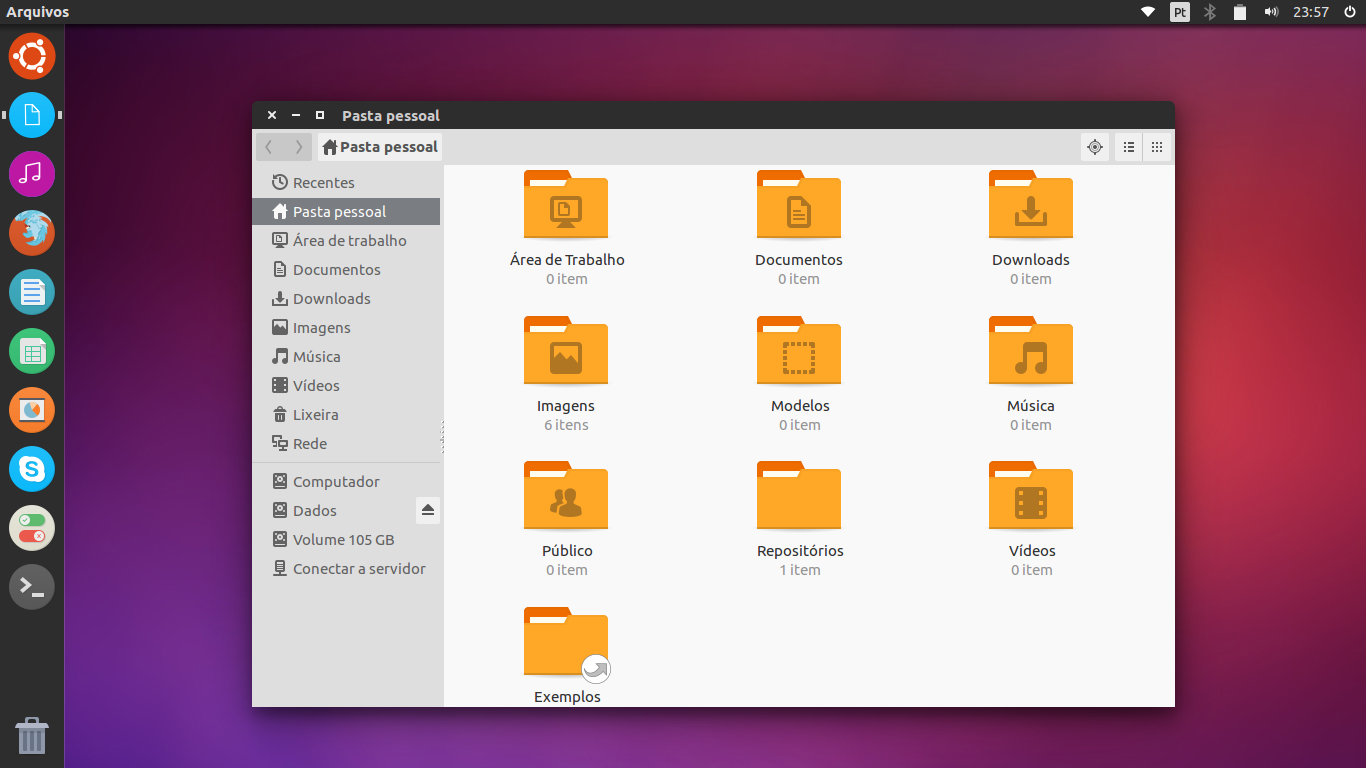 Arquivos
Pt
23:57
Pasta pessoal
Pasta pessoal
Recentes
Pasta pessoal
Área de trabalho
Documentos
Downloads
Imagens
Música
Vídeos
Lixeira
Rede
Computador
Dados
Volume 105 GB
Conectar a servidor
Área de Trabalho
0 item
Documentos
0 item
Downloads
0 item
Imagens
6 itens
Modelos
0 item
Música
0 item
Público
0 item
Repositórios
1 item
Vídeos
0 item
Exemplos
S